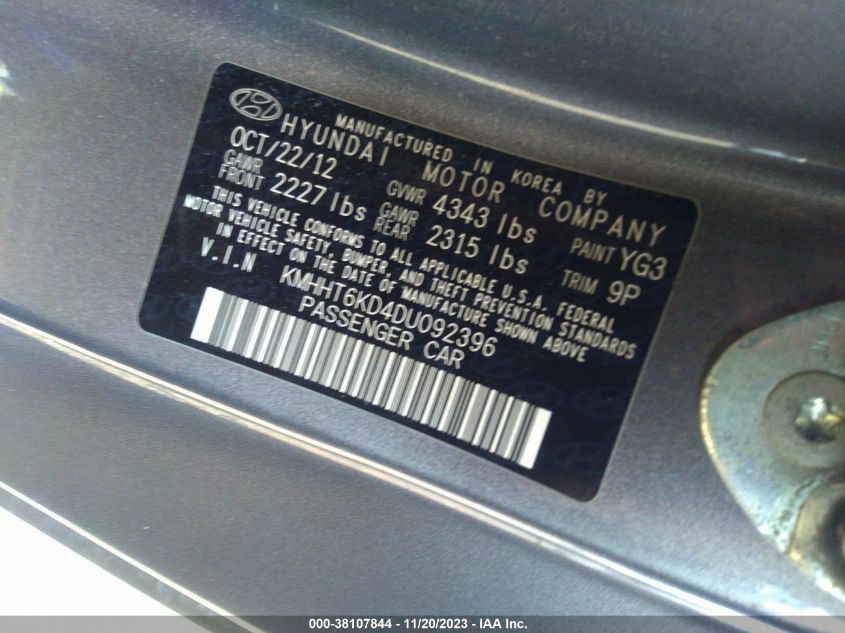 MANUFACTURED IN KOREA BY
HYUNDAI MOTOR COMPANY
OCT/22/12 GVWR 4343 lbs PAINT YG3
GAWR FRONT 2227 lbs GAWR REAR 2315 lbs TRIM 9P
THIS VEHICLE CONFORMS TO ALL APPLICABLE U.S.A. FEDERAL
MOTOR VEHICLE SAFETY, BUMPER, AND THEFT PREVENTION STANDARDS
IN EFFECT ON THE DATE OF MANUFACTURE SHOWN ABOVE
V.I.N KMHHT6KD4DU092396
PASSENGER CAR
000-38107844 - 11/20/2023 - IAA Inc.